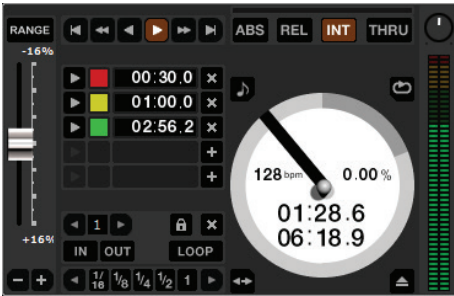 RANGE ABS REL INT THRU
-16%
00:30.0
01:00.0
02:56.2
128 bpm 0.00 %
01:28.6
06:18.9
1
+16%
IN OUT LOOP
1/16 1/8 1/4 1/2 1